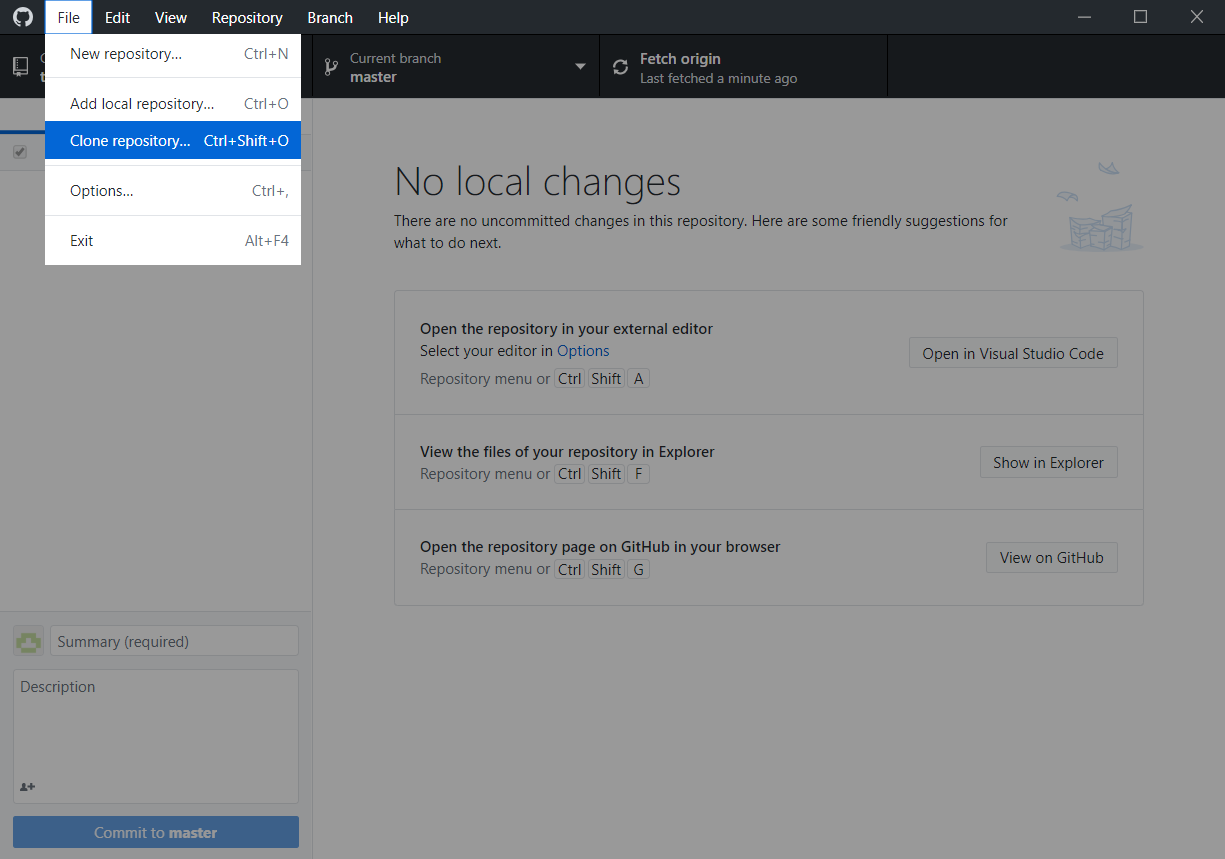 File Edit View Repository Branch Help
New repository... Ctrl+N
Add local repository... Ctrl+O
Clone repository... Ctrl+Shift+O
Options... Ctrl+,
Exit Alt+F4
Current branch
master
Fetch origin
Last fetched a minute ago
No local changes
There are no uncommitted changes in this repository. Here are some friendly suggestions for
what to do next.
Open the repository in your external editor
Select your editor in Options
Repository menu or Ctrl Shift A
Open in Visual Studio Code
View the files of your repository in Explorer
Repository menu or Ctrl Shift F
Show in Explorer
Open the repository page on GitHub in your browser
Repository menu or Ctrl Shift G
View on GitHub
Summary (required)
Description
Commit to master